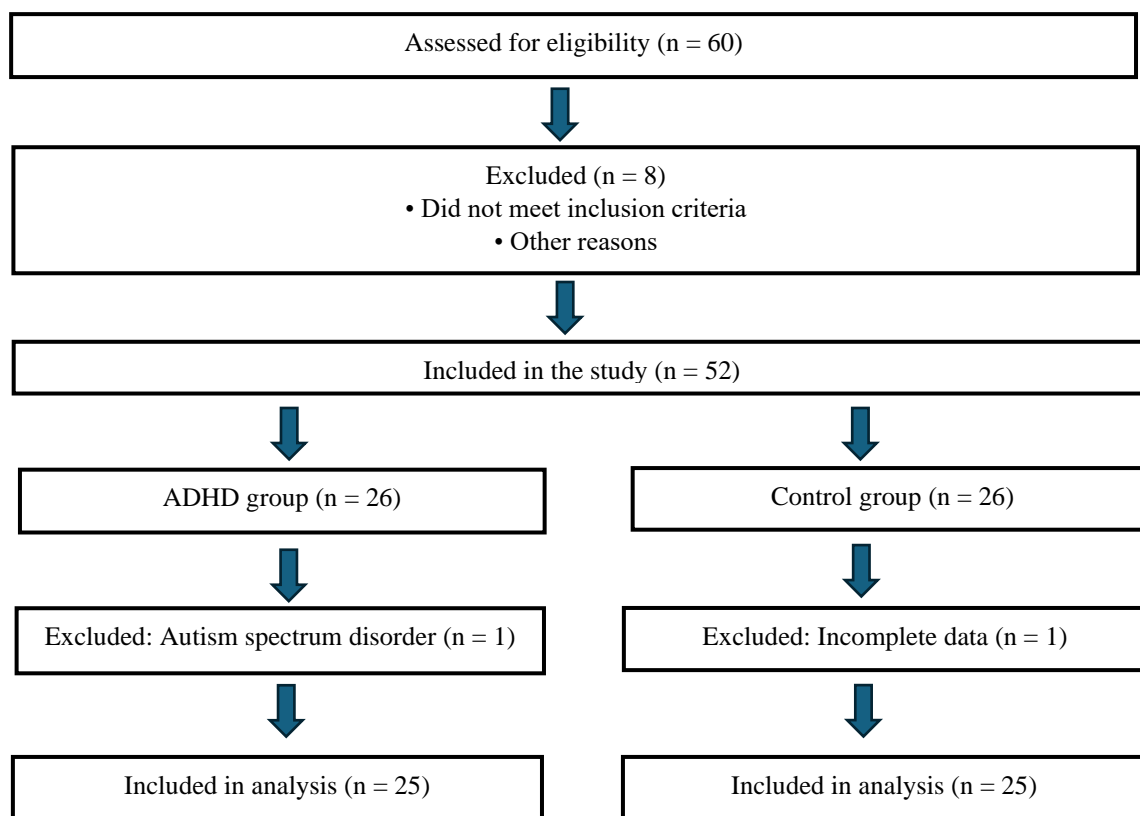 Assessed for eligibility (n = 60)
Excluded (n = 8)
• Did not meet inclusion criteria
• Other reasons
Included in the study (n = 52)
ADHD group (n = 26)
Control group (n = 26)
Excluded: Autism spectrum disorder (n = 1)
Excluded: Incomplete data (n = 1)
Included in analysis (n = 25)
Included in analysis (n = 25)